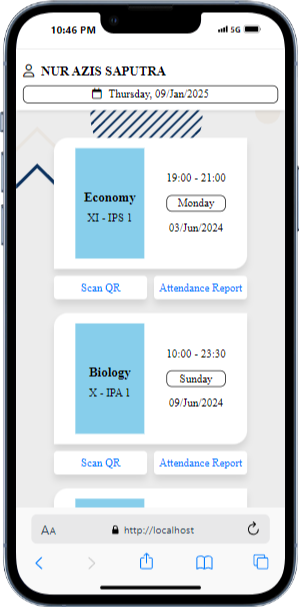 10:46 PM
5G
NUR AZIS SAPUTRA
Thursday, 09/Jan/2025
Economy
XI - IPS 1
19:00 - 21:00
Monday
03/Jun/2024
Scan QR
Attendance Report
Biology
X - IPA 1
10:00 - 23:30
Sunday
09/Jun/2024
Scan QR
Attendance Report
AA
http://localhost